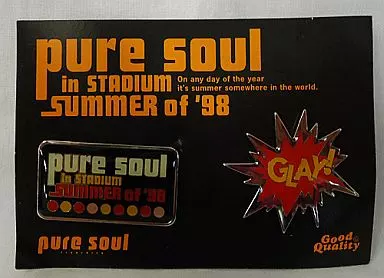 pure soul
in STADIUM
SUMMER of '98
On any day of the year
it's summer somewhere in the world.
pure soul
in STADIUM
SUMMER of '98
GLAY!
pure soul
Good
Quality